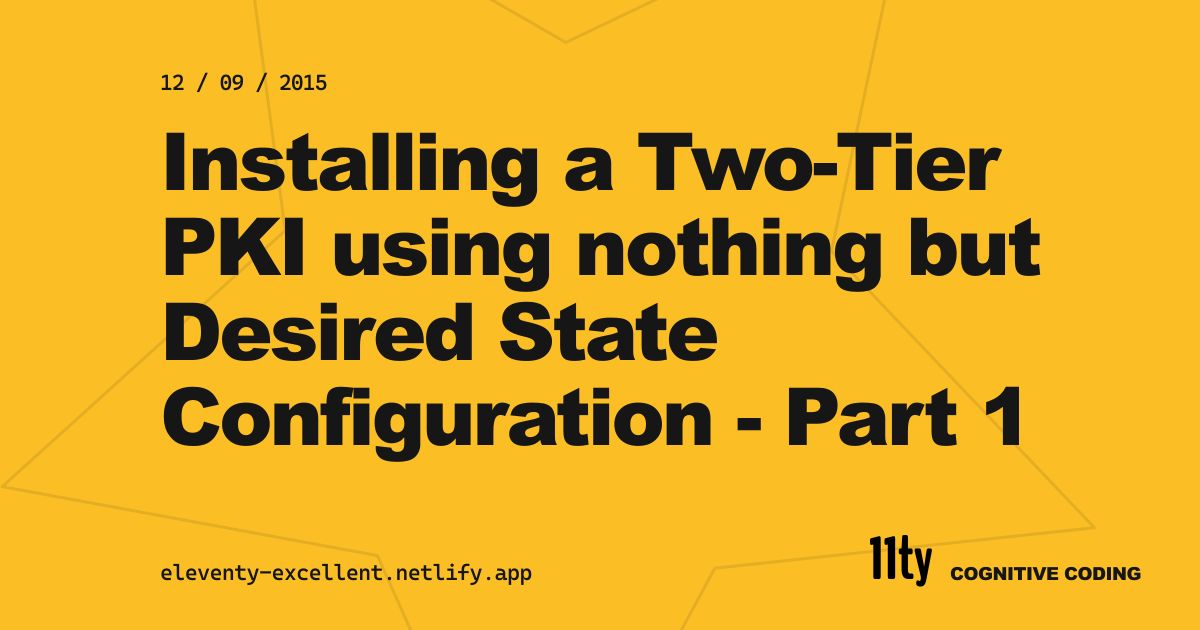 12 / 09 / 2015
Installing a Two-Tier
PKI using nothing but
Desired State
Configuration - Part 1
eleventy-excellent.netlify.app
11ty COGNITIVE CODING